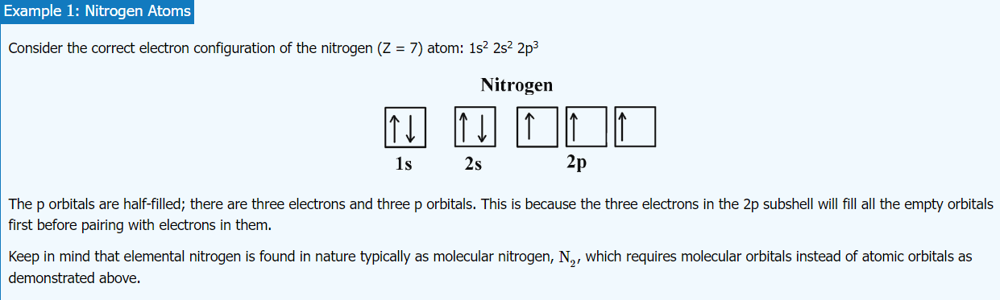 Example 1: Nitrogen Atoms
Consider the correct electron configuration of the nitrogen (Z = 7) atom: 1s² 2s² 2p³
Nitrogen
↑↓ ↑↓ ↑ ↑ ↑
1s 2s 2p
The p orbitals are half-filled; there are three electrons and three p orbitals. This is because the three electrons in the 2p subshell will fill all the empty orbitals
first before pairing with electrons in them.
Keep in mind that elemental nitrogen is found in nature typically as molecular nitrogen, N₂, which requires molecular orbitals instead of atomic orbitals as
demonstrated above.